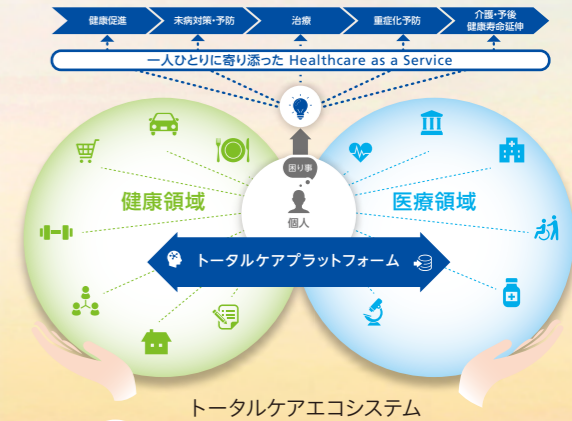 健康促進
未病対策・予防
治療
重症化予防
介護・予後
健康寿命延伸
一人ひとりに寄り添った Healthcare as a Service
困り事
個人
健康領域
医療領域
トータルケアプラットフォーム
トータルケアエコシステム